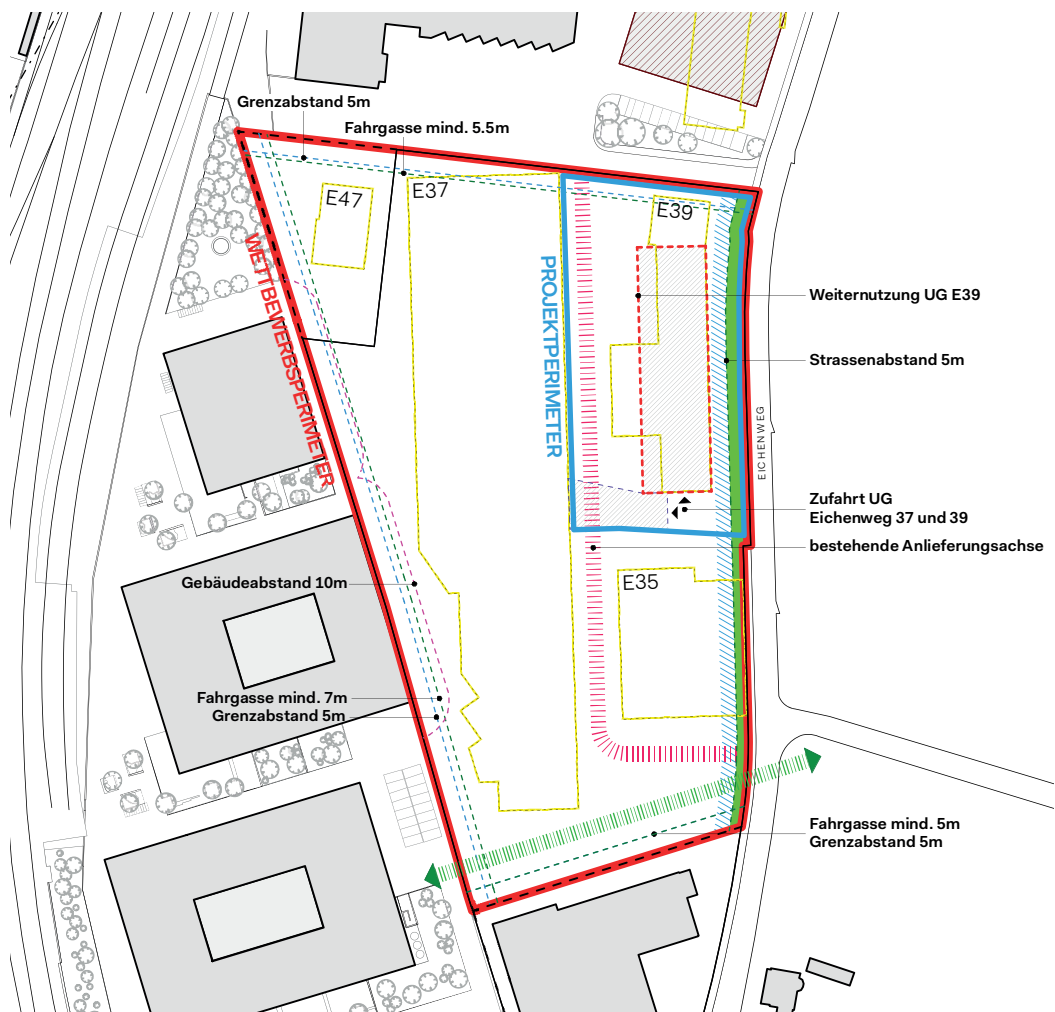 Grenzabstand 5m
Fahrgasse mind. 5.5m
E47
E37
E39
WETTBEWERBSPERIMETER
PROJEKTPERIMETER
Weiternutzung UG E39
Strassenabstand 5m
EICHENWEG
Zufahrt UG
Eichenweg 37 und 39
bestehende Anlieferungsachse
Gebäudeabstand 10m
E35
Fahrgasse mind. 7m
Grenzabstand 5m
Fahrgasse mind. 5m
Grenzabstand 5m